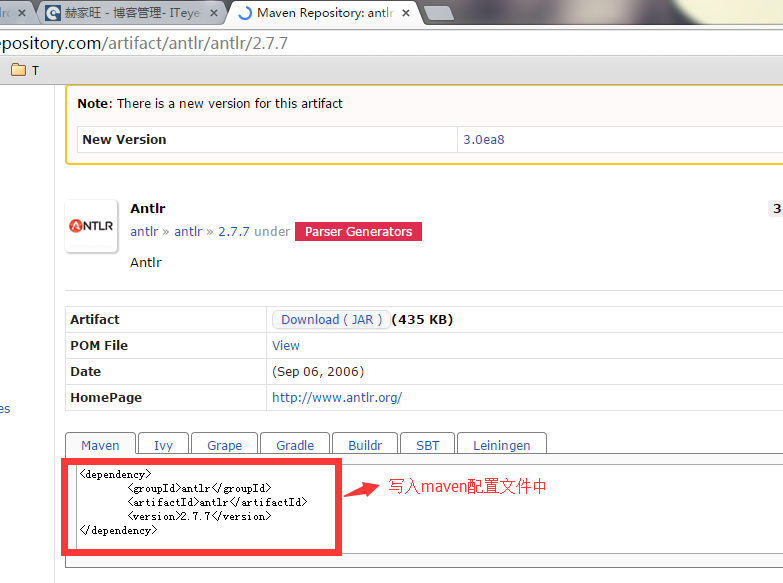 赫家旺 - 博客管理- ITeye
Maven Repository: antlr
epository.com/artifact/antlr/antlr/2.7.7
T
Note: There is a new version for this artifact
New Version 3.0ea8
ANTLR
Antlr
3
antlr » antlr » 2.7.7 under Parser Generators
Antlr
Artifact Download ( JAR ) (435 KB)
POM File View
Date (Sep 06, 2006)
HomePage http://www.antlr.org/
es
Maven Ivy Grape Gradle Buildr SBT Leiningen
<dependency>
<groupId>antlr</groupId>
<artifactId>antlr</artifactId>
<version>2.7.7</version>
</dependency>
写入maven配置文件中